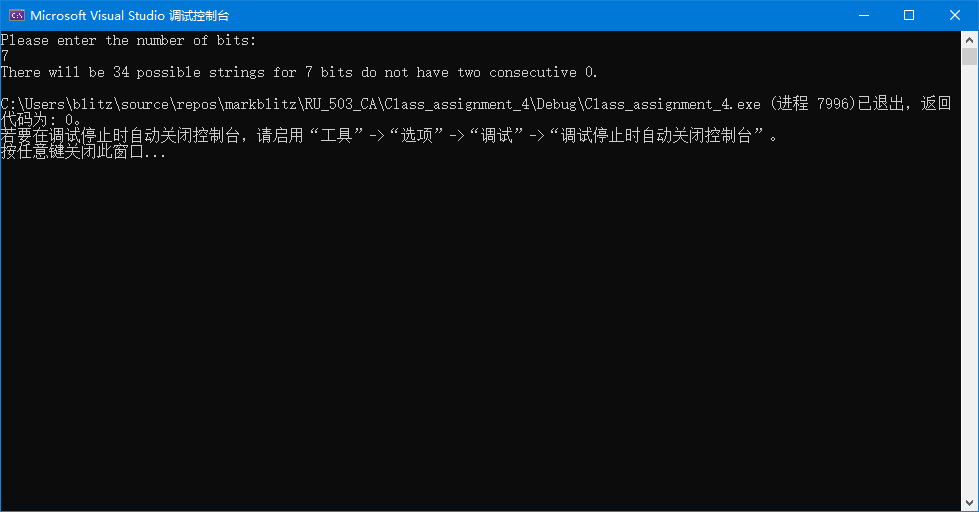 Microsoft Visual Studio 调试控制台
Please enter the number of bits:
7
There will be 34 possible strings for 7 bits do not have two consecutive 0.
C:\Users\blitz\source\repos\markblitz\RU_503_CA\Class_assignment_4\Debug\Class_assignment_4.exe (进程 7996)已退出，返回
代码为: 0。
若要在调试停止时自动关闭控制台，请启用“工具”->“选项”->“调试”->“调试停止时自动关闭控制台”。
按任意键关闭此窗口...